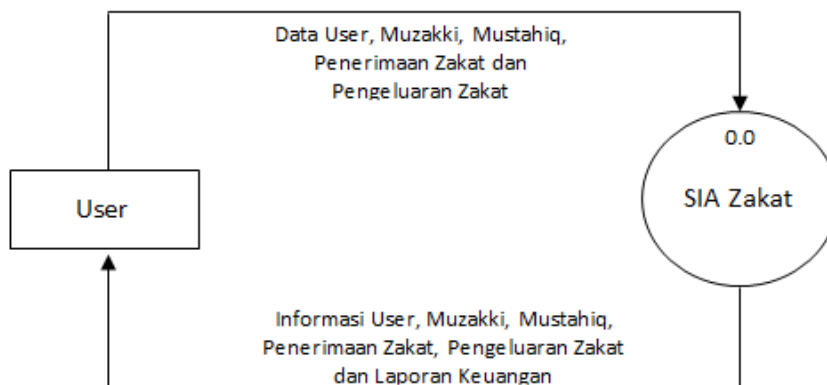 Data User, Muzakki, Mustahiq,
Penerimaan Zakat dan
Pengeluaran Zakat
0.0
SIA Zakat
User
Informasi User, Muzakki, Mustahiq,
Penerimaan Zakat, Pengeluaran Zakat
dan Laporan Keuangan